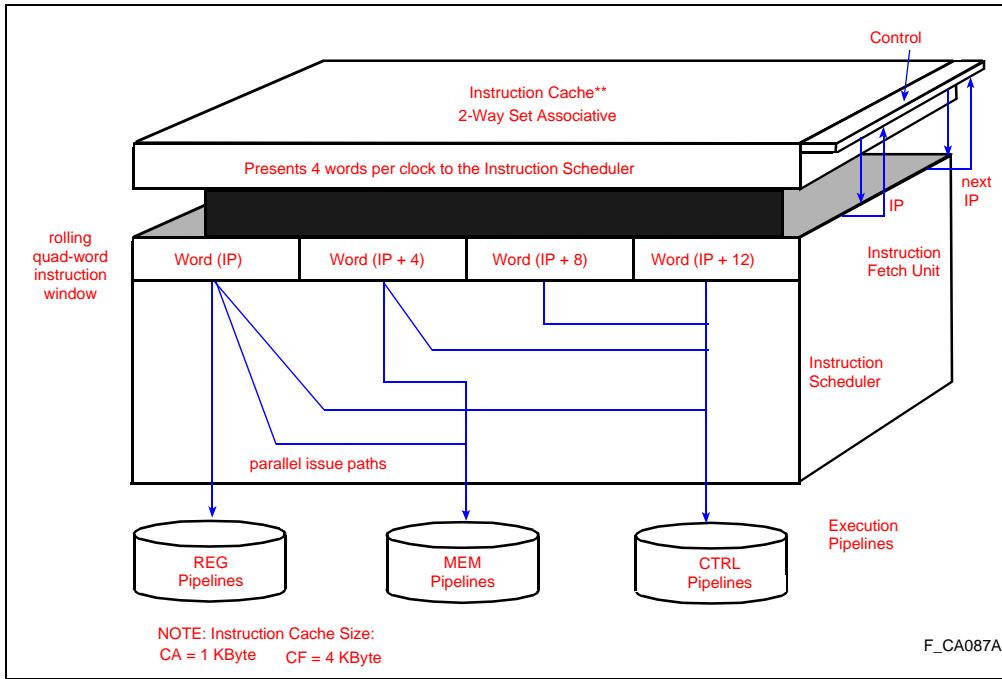 Control
Instruction Cache**
2-Way Set Associative
Presents 4 words per clock to the Instruction Scheduler
next
IP
IP
rolling
quad-word
instruction
window
Word (IP)
Word (IP + 4)
Word (IP + 8)
Word (IP + 12)
Instruction
Fetch Unit
Instruction
Scheduler
parallel issue paths
Execution
Pipelines
REG
Pipelines
MEM
Pipelines
CTRL
Pipelines
NOTE: Instruction Cache Size:
CA = 1 KByte CF = 4 KByte
F_CA087A